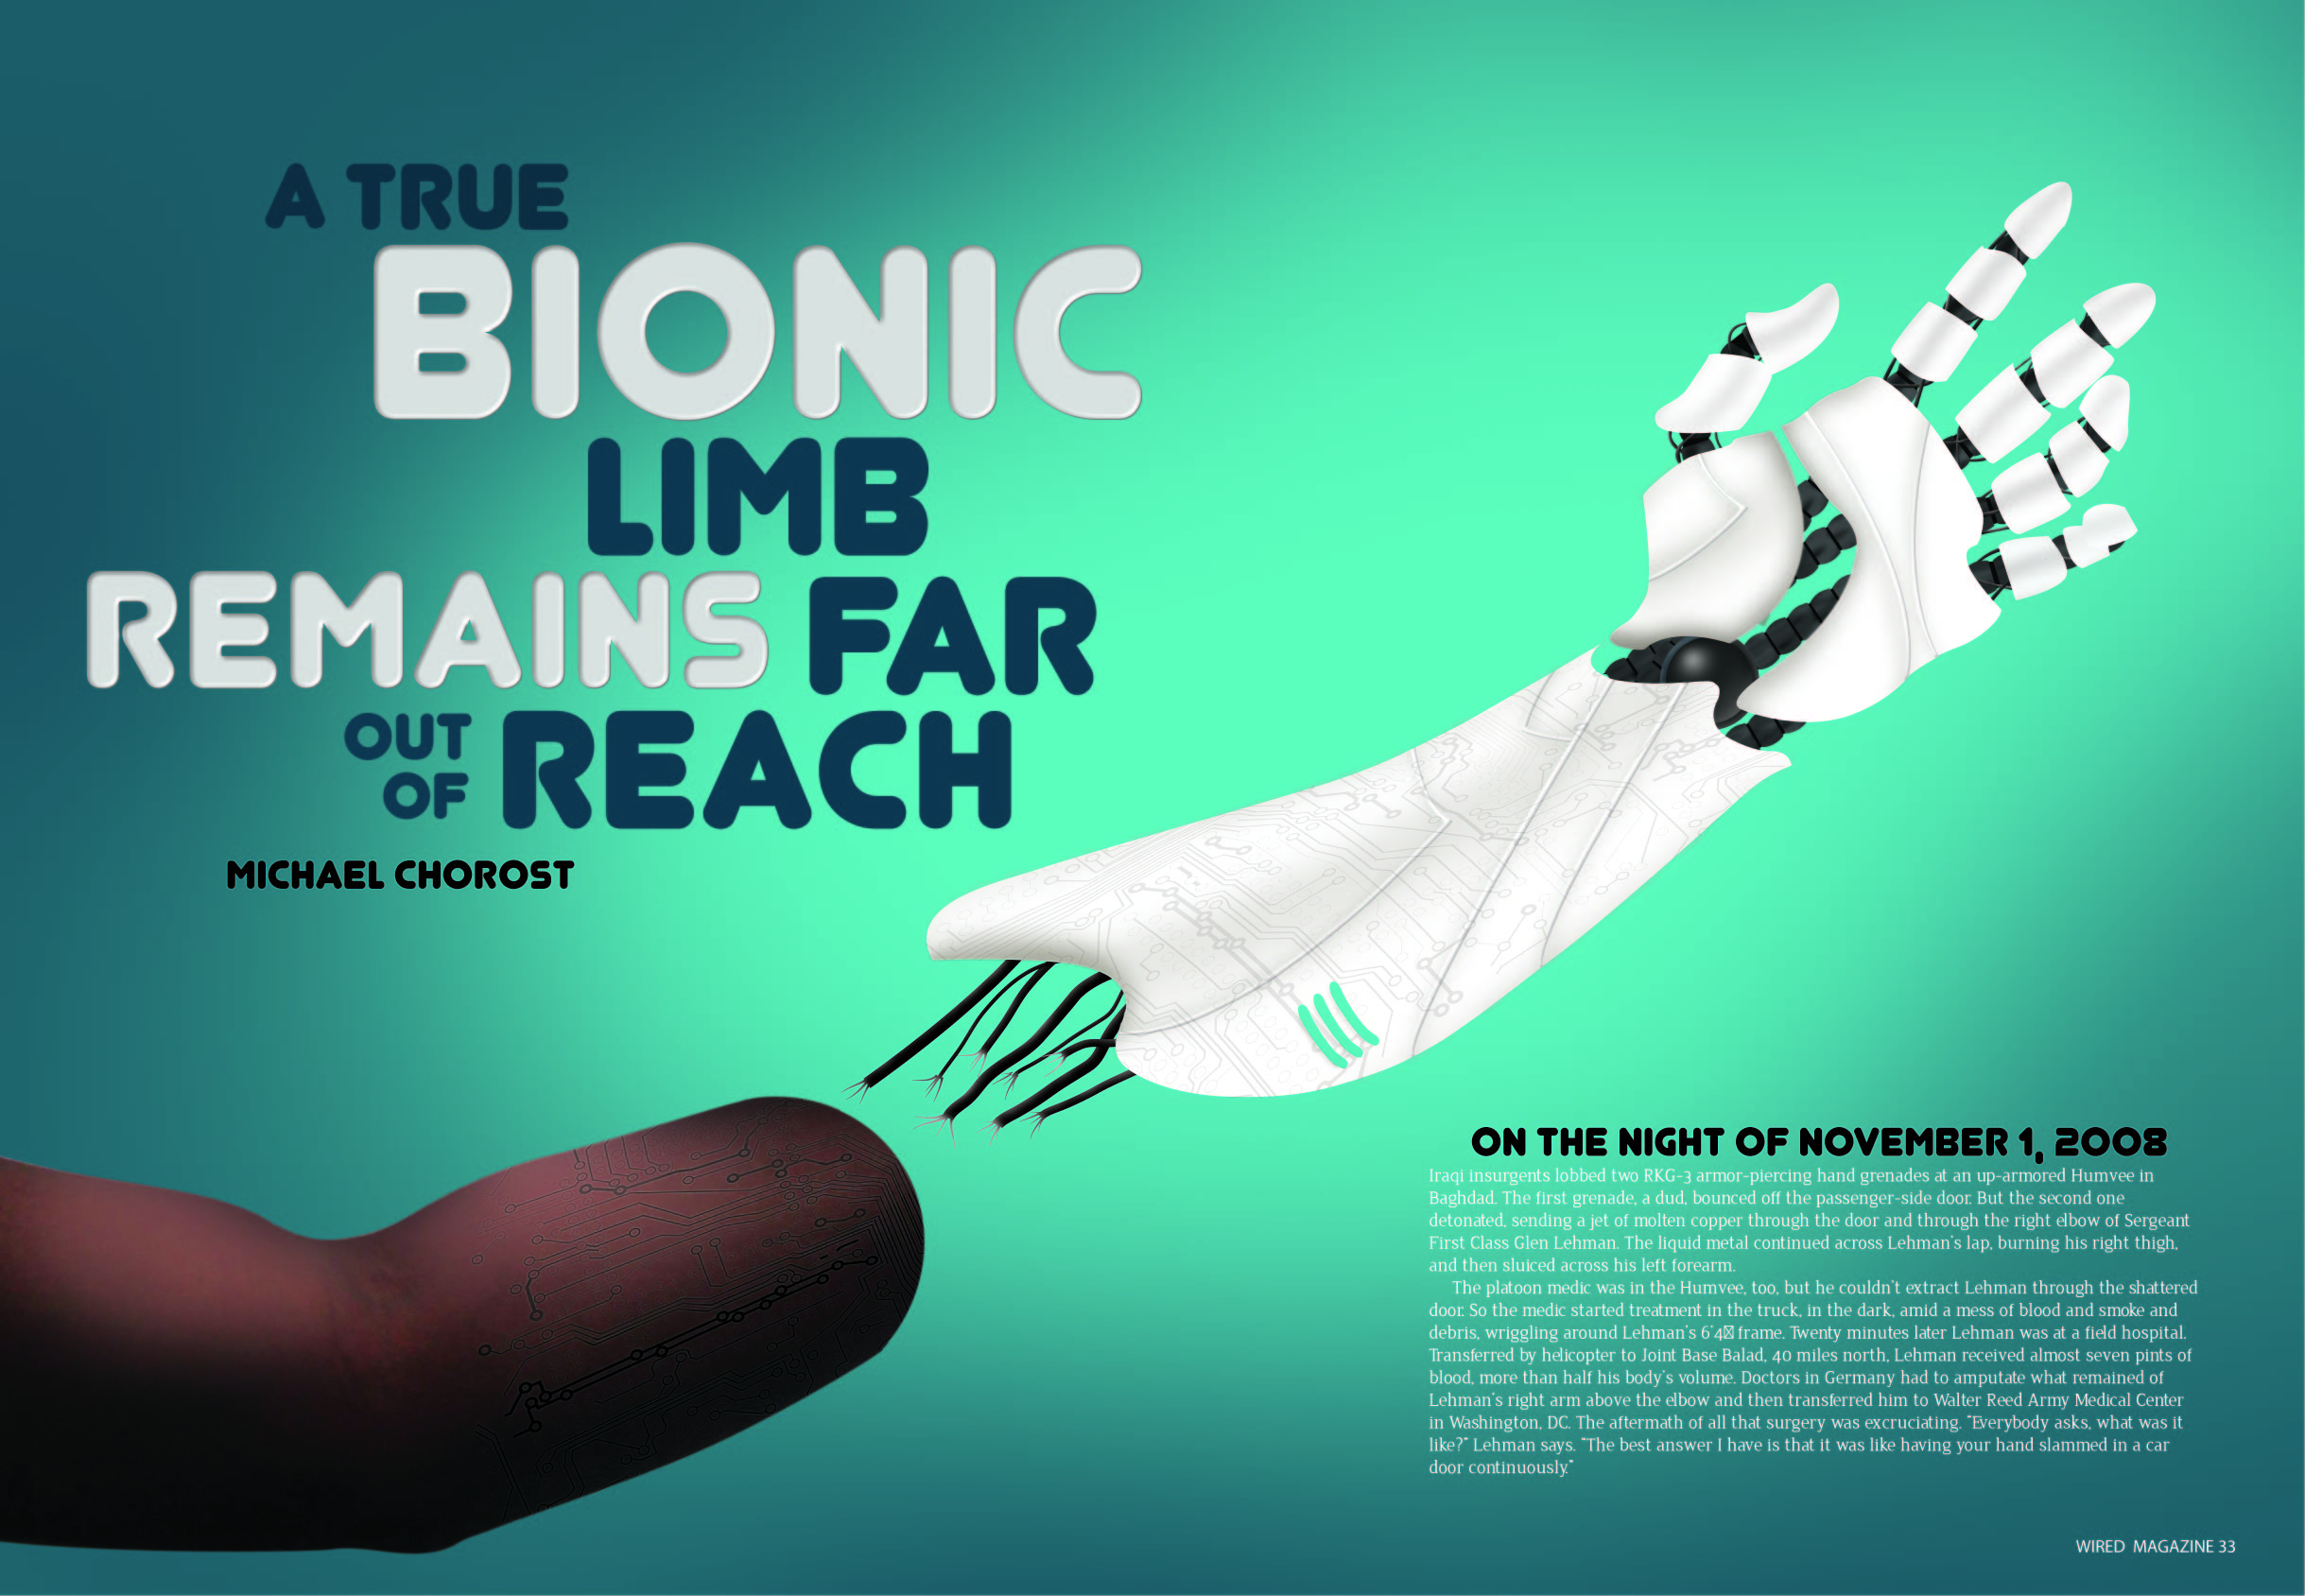 A TRUE
BIONIC
LIMB
REMAINS FAR
OUT
OF REACH
MICHAEL CHOROST
ON THE NIGHT OF NOVEMBER 1, 2008
Iraqi insurgents lobbed two RKG-3 armor-piercing hand grenades at an up-armored Humvee in
Baghdad. The first grenade, a dud, bounced off the passenger-side door. But the second one
detonated, sending a jet of molten copper through the door and through the right elbow of Sergeant
First Class Glen Lehman. The liquid metal continued across Lehman's lap, burning his right thigh,
and then sluiced across his left forearm.
The platoon medic was in the Humvee, too, but he couldn't extract Lehman through the shattered
door. So the medic started treatment in the truck, in the dark, amid a mess of blood and smoke and
debris, wriggling around Lehman's 6'4☒ frame. Twenty minutes later Lehman was at a field hospital.
Transferred by helicopter to Joint Base Balad, 40 miles north, Lehman received almost seven pints of
blood, more than half his body's volume. Doctors in Germany had to amputate what remained of
Lehman's right arm above the elbow and then transferred him to Walter Reed Army Medical Center
in Washington, DC. The aftermath of all that surgery was excruciating. "Everybody asks, what was it
like?" Lehman says. "The best answer I have is that it was like having your hand slammed in a car
door continuously."
WIRED MAGAZINE 33